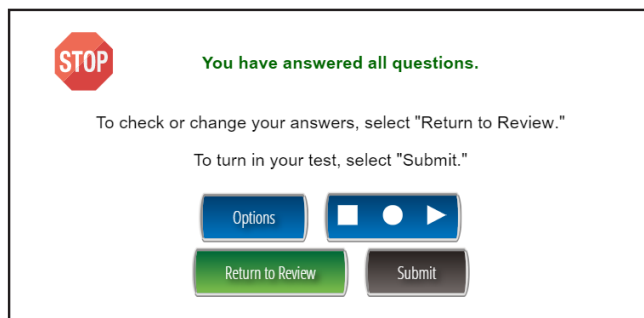 STOP
You have answered all questions.
To check or change your answers, select "Return to Review."
To turn in your test, select "Submit."
Options
Return to Review Submit